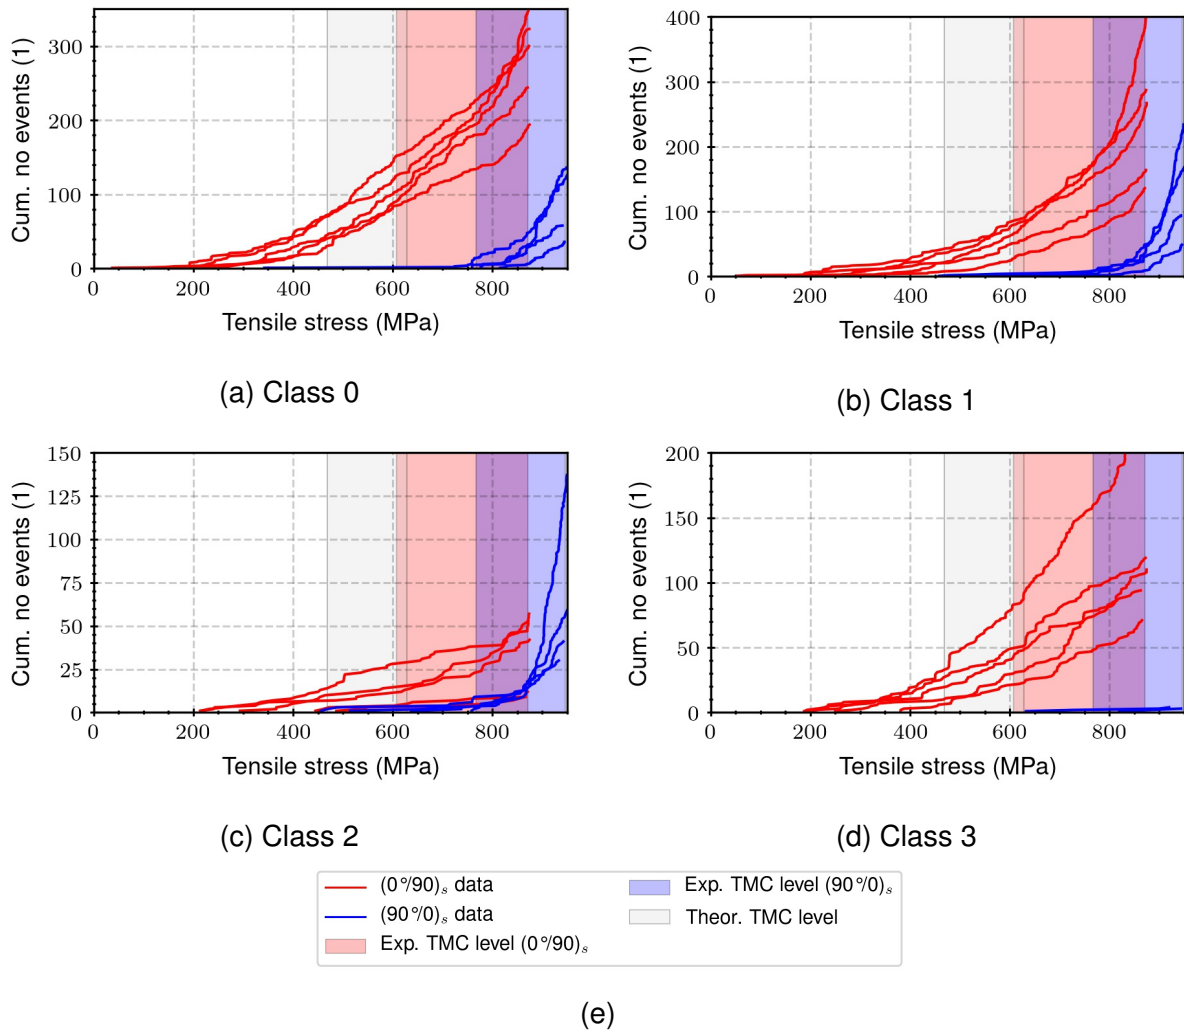 Cum. no events (1)
300
200
100
0
0 200 400 600 800
Tensile stress (MPa)
(a) Class 0
Cum. no events (1)
400
300
200
100
0
0 200 400 600 800
Tensile stress (MPa)
(b) Class 1
Cum. no events (1)
150
125
100
75
50
25
0
0 200 400 600 800
Tensile stress (MPa)
(c) Class 2
Cum. no events (1)
200
150
100
50
0
0 200 400 600 800
Tensile stress (MPa)
(d) Class 3
(0°/90)ₛ data
(90°/0)ₛ data
Exp. TMC level (0°/90)ₛ
Exp. TMC level (90°/0)ₛ
Theor. TMC level
(e)